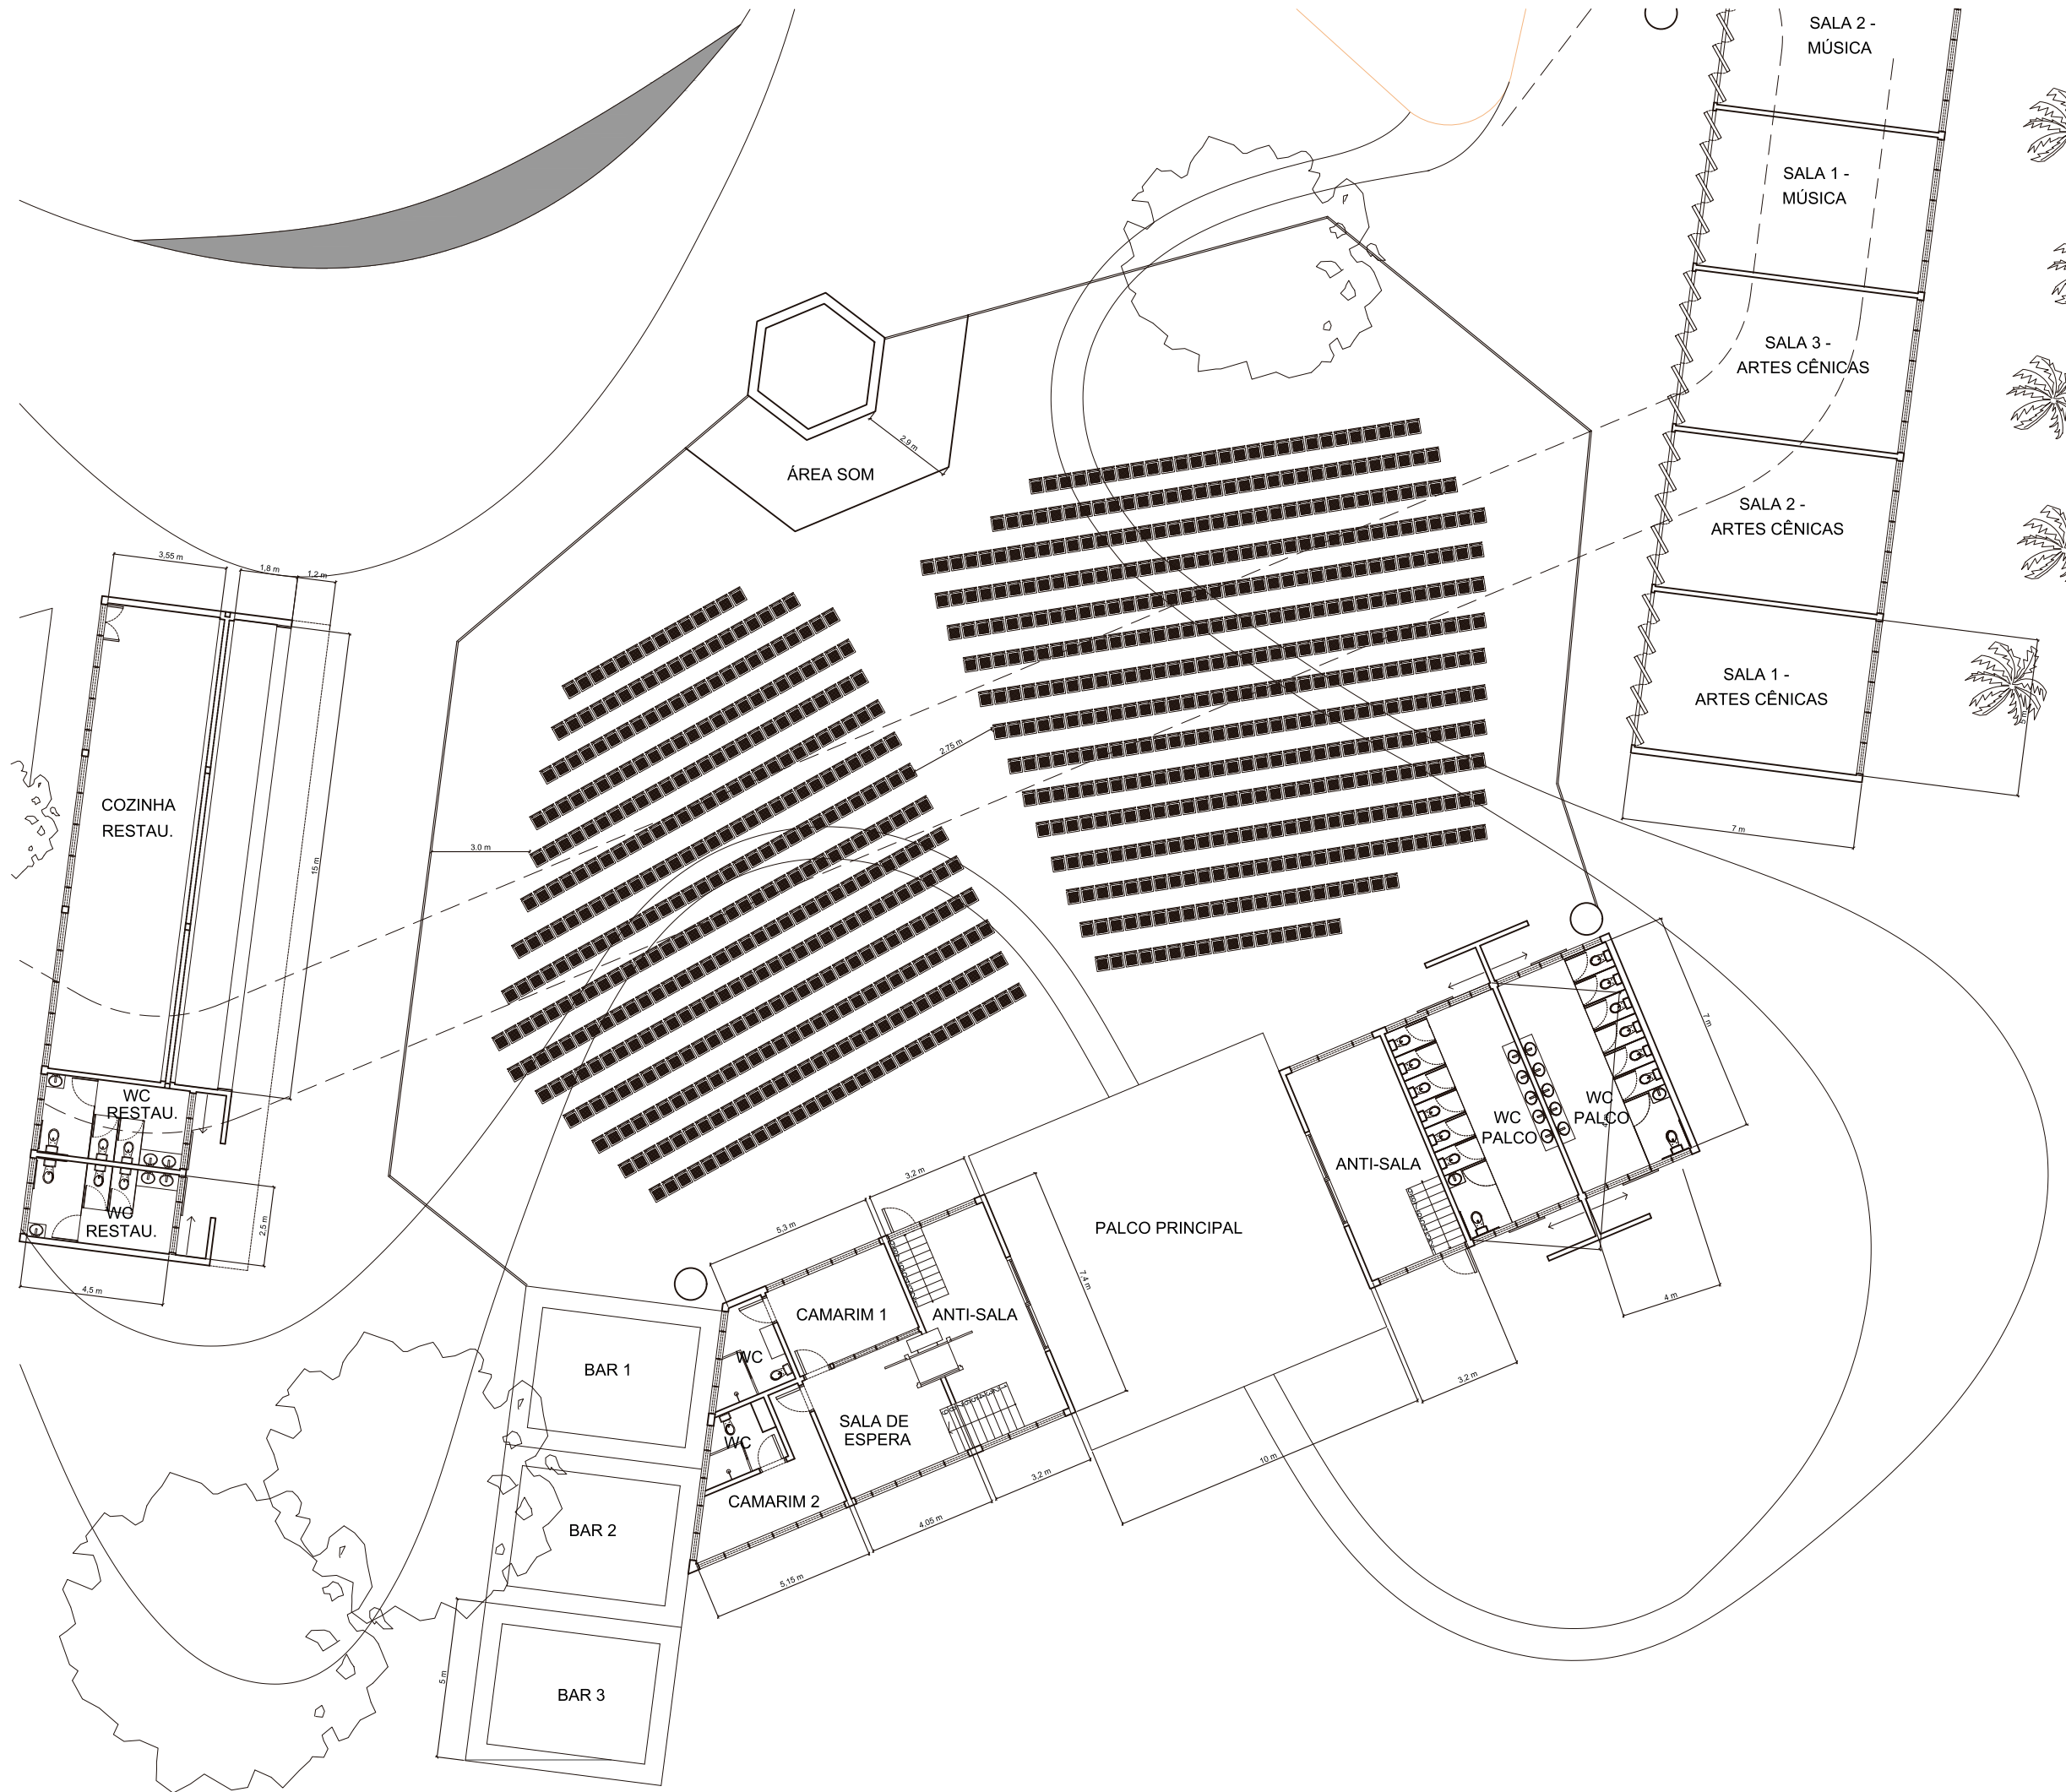 SALA 2 -
MÚSICA
SALA 1 -
MÚSICA
SALA 3 -
ARTES CÊNICAS
SALA 2 -
ARTES CÊNICAS
SALA 1 -
ARTES CÊNICAS
7 m
2,9 m
ÁREA SOM
3,55 m
1,8 m
1,2 m
15 m
COZINHA
RESTAU.
2,75 m
3.0 m
WC
RESTAU.
WC
RESTAU.
2,5 m
4,5 m
7 m
WC
PALCO
WC
PALCO
ANTI-SALA
4 m
3,2 m
PALCO PRINCIPAL
10 m
3,2 m
5,3 m
7,4 m
CAMARIM 1
ANTI-SALA
WC
SALA DE
ESPERA
WC
CAMARIM 2
3,2 m
4,05 m
5,15 m
BAR 1
BAR 2
BAR 3
5 m